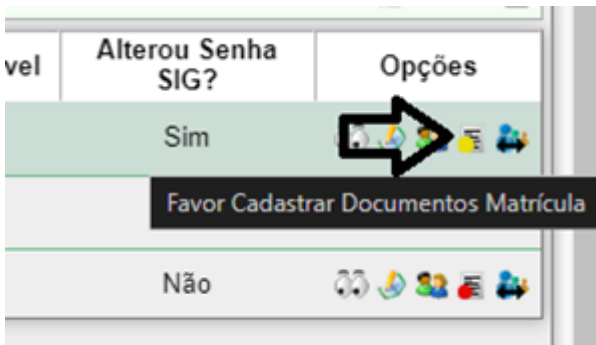 vel
Alterou Senha
SIG?
Opções
Sim
Favor Cadastrar Documentos Matrícula
Não